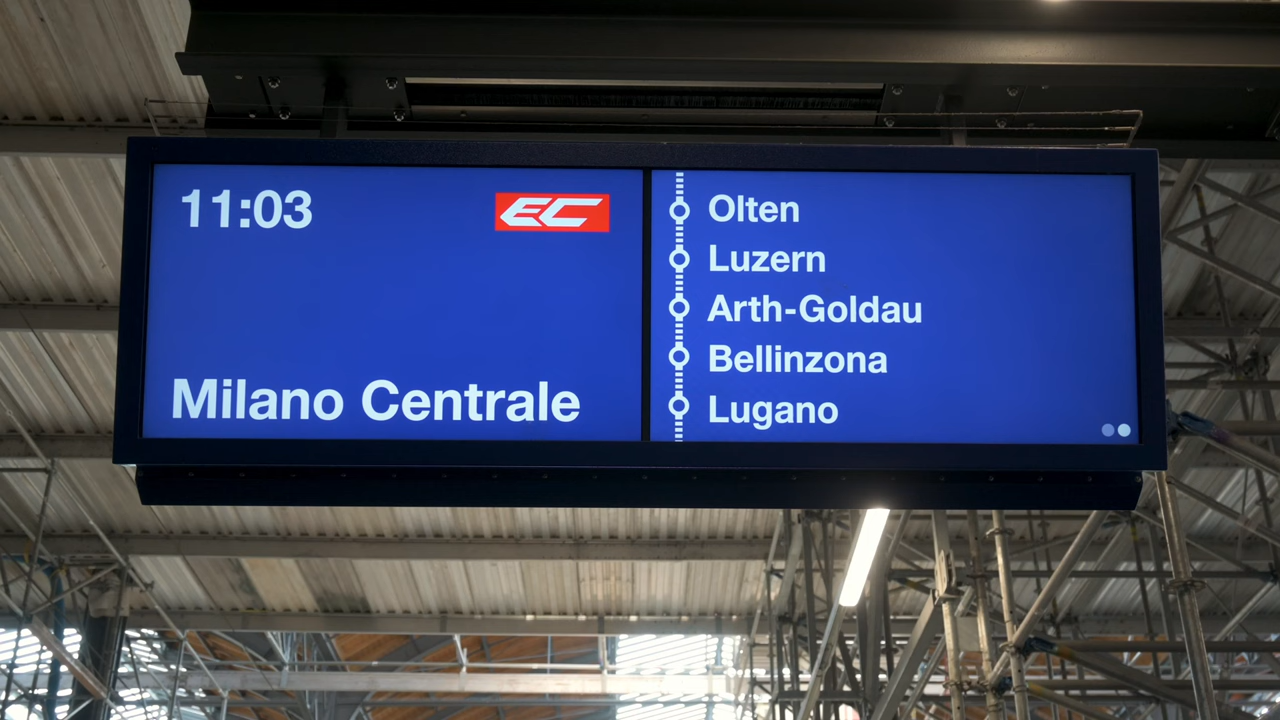 11:03
EC
Milano Centrale
Olten
Luzern
Arth-Goldau
Bellinzona
Lugano